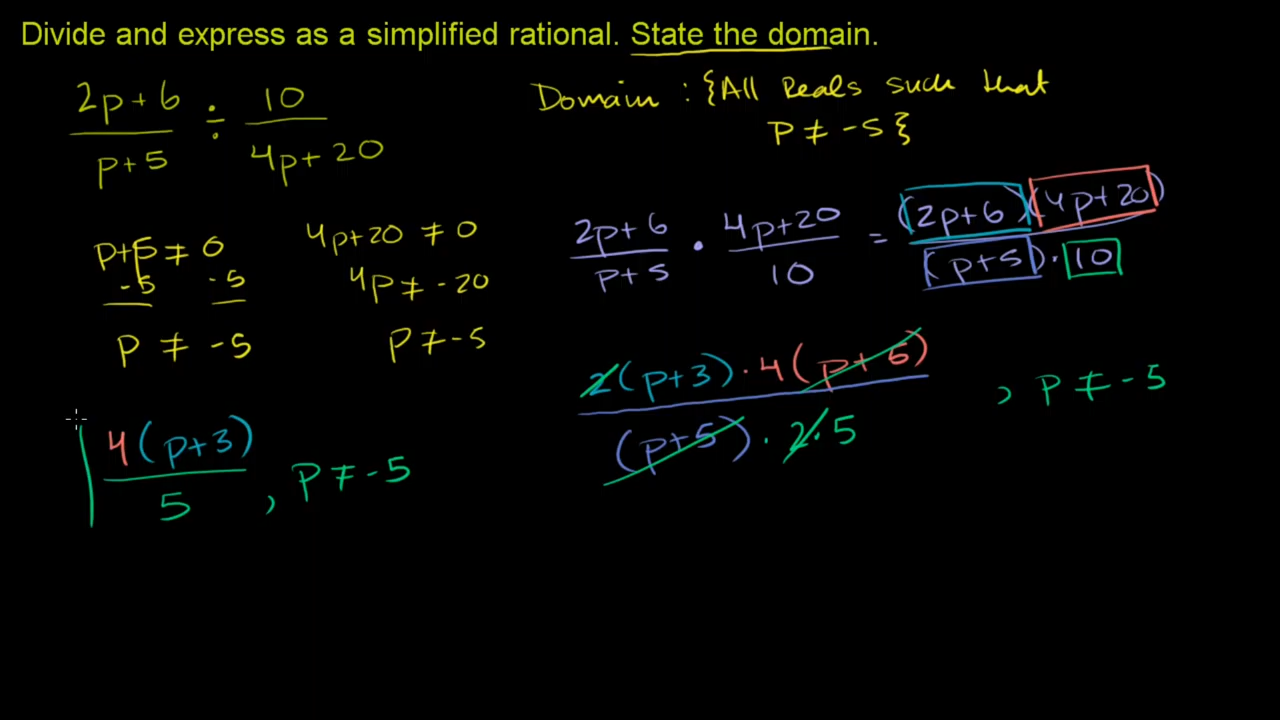 Divide and express as a simplified rational. State the domain.
2p+6 / p+5 ÷ 10 / 4p+20
Domain : {All Reals such that
p ≠ -5}
p+5 ≠ 0
-5 -5
p ≠ -5
4p+20 ≠ 0
4p ≠ -20
p ≠ -5
2p+6 / p+5 · 4p+20 / 10 = (2p+6)(4p+20) / (p+5) · 10
2(p+3) · 4(p+5) / (p+5) · 2 · 5 , p ≠ -5
4(p+3) / 5 , p ≠ -5